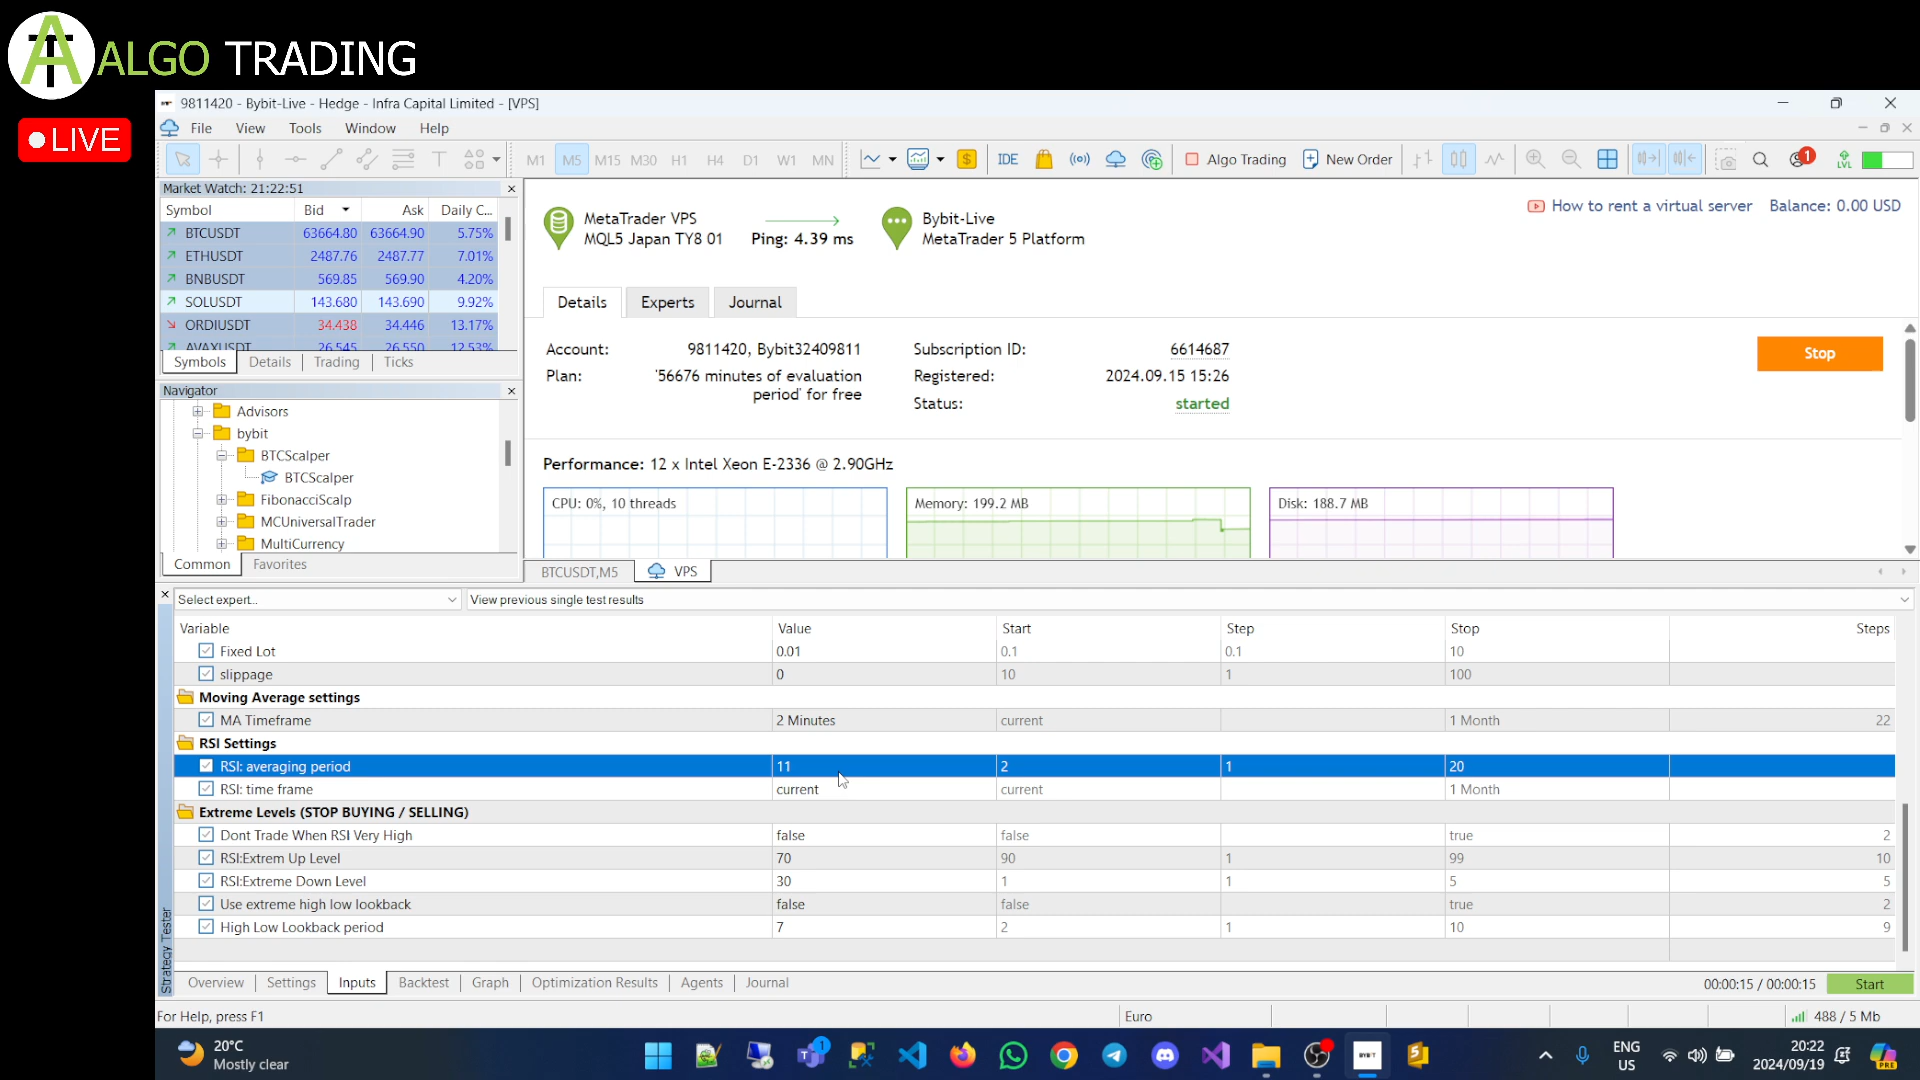 ALGO TRADING
LIVE
9811420 - Bybit-Live - Hedge - Infra Capital Limited - [VPS]
File View Tools Window Help
M1 M5 M15 M30 H1 H4 D1 W1 MN IDE Algo Trading New Order 1 LVL
Market Watch: 21:22:51
Symbol Bid Ask Daily C...
BTCUSDT 63664.80 63664.90 5.75%
ETHUSDT 2487.76 2487.77 7.01%
BNBUSDT 569.85 569.90 4.20%
SOLUSDT 143.680 143.690 9.92%
ORDIUSDT 34.438 34.446 13.17%
AVAXUSDT 26.545 26.550 12.53%
Symbols Details Trading Ticks
Navigator
Advisors
bybit
BTCScalper
BTCScalper
FibonacciScalp
MCUniversalTrader
MultiCurrency
Common Favorites
MetaTrader VPS
MQL5 Japan TY8 01
Ping: 4.39 ms
Bybit-Live
MetaTrader 5 Platform
How to rent a virtual server Balance: 0.00 USD
Details Experts Journal
Account: 9811420, Bybit32409811
Plan: '56676 minutes of evaluation
period' for free
Subscription ID: 6614687
Registered: 2024.09.15 15:26
Status: started
Stop
Performance: 12 x Intel Xeon E-2336 @ 2.90GHz
CPU: 0%, 10 threads
Memory: 199.2 MB
Disk: 188.7 MB
BTCUSDT,M5 VPS
Select expert... View previous single test results
Variable Value Start Step Stop Steps
Fixed Lot 0.01 0.1 0.1 10
slippage 0 10 1 100
Moving Average settings
MA Timeframe 2 Minutes current 1 Month 22
RSI Settings
RSI: averaging period 11 2 1 20
RSI: time frame current current 1 Month
Extreme Levels (STOP BUYING / SELLING)
Dont Trade When RSI Very High false false true 2
RSI:Extrem Up Level 70 90 1 99 10
RSI:Extreme Down Level 30 1 1 5 5
Use extreme high low lookback false false true 2
High Low Lookback period 7 2 1 10 9
Strategy Tester
Overview Settings Inputs Backtest Graph Optimization Results Agents Journal 00:00:15 / 00:00:15 Start
For Help, press F1 Euro 488 / 5 Mb
20°C
Mostly clear
1
BYBIT
ENG
US
20:22
2024/09/19
PRE